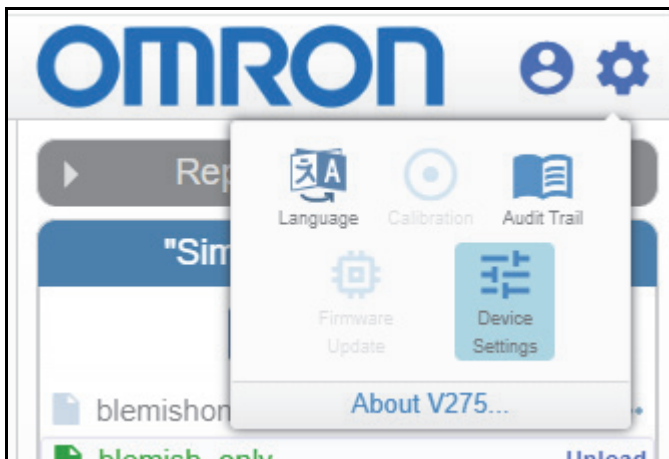 OMRON
Rep
Language
Calibration
Audit Trail
"Sim
Firmware
Update
Device
Settings
About V275...
blemishon
blemish_only
Upload